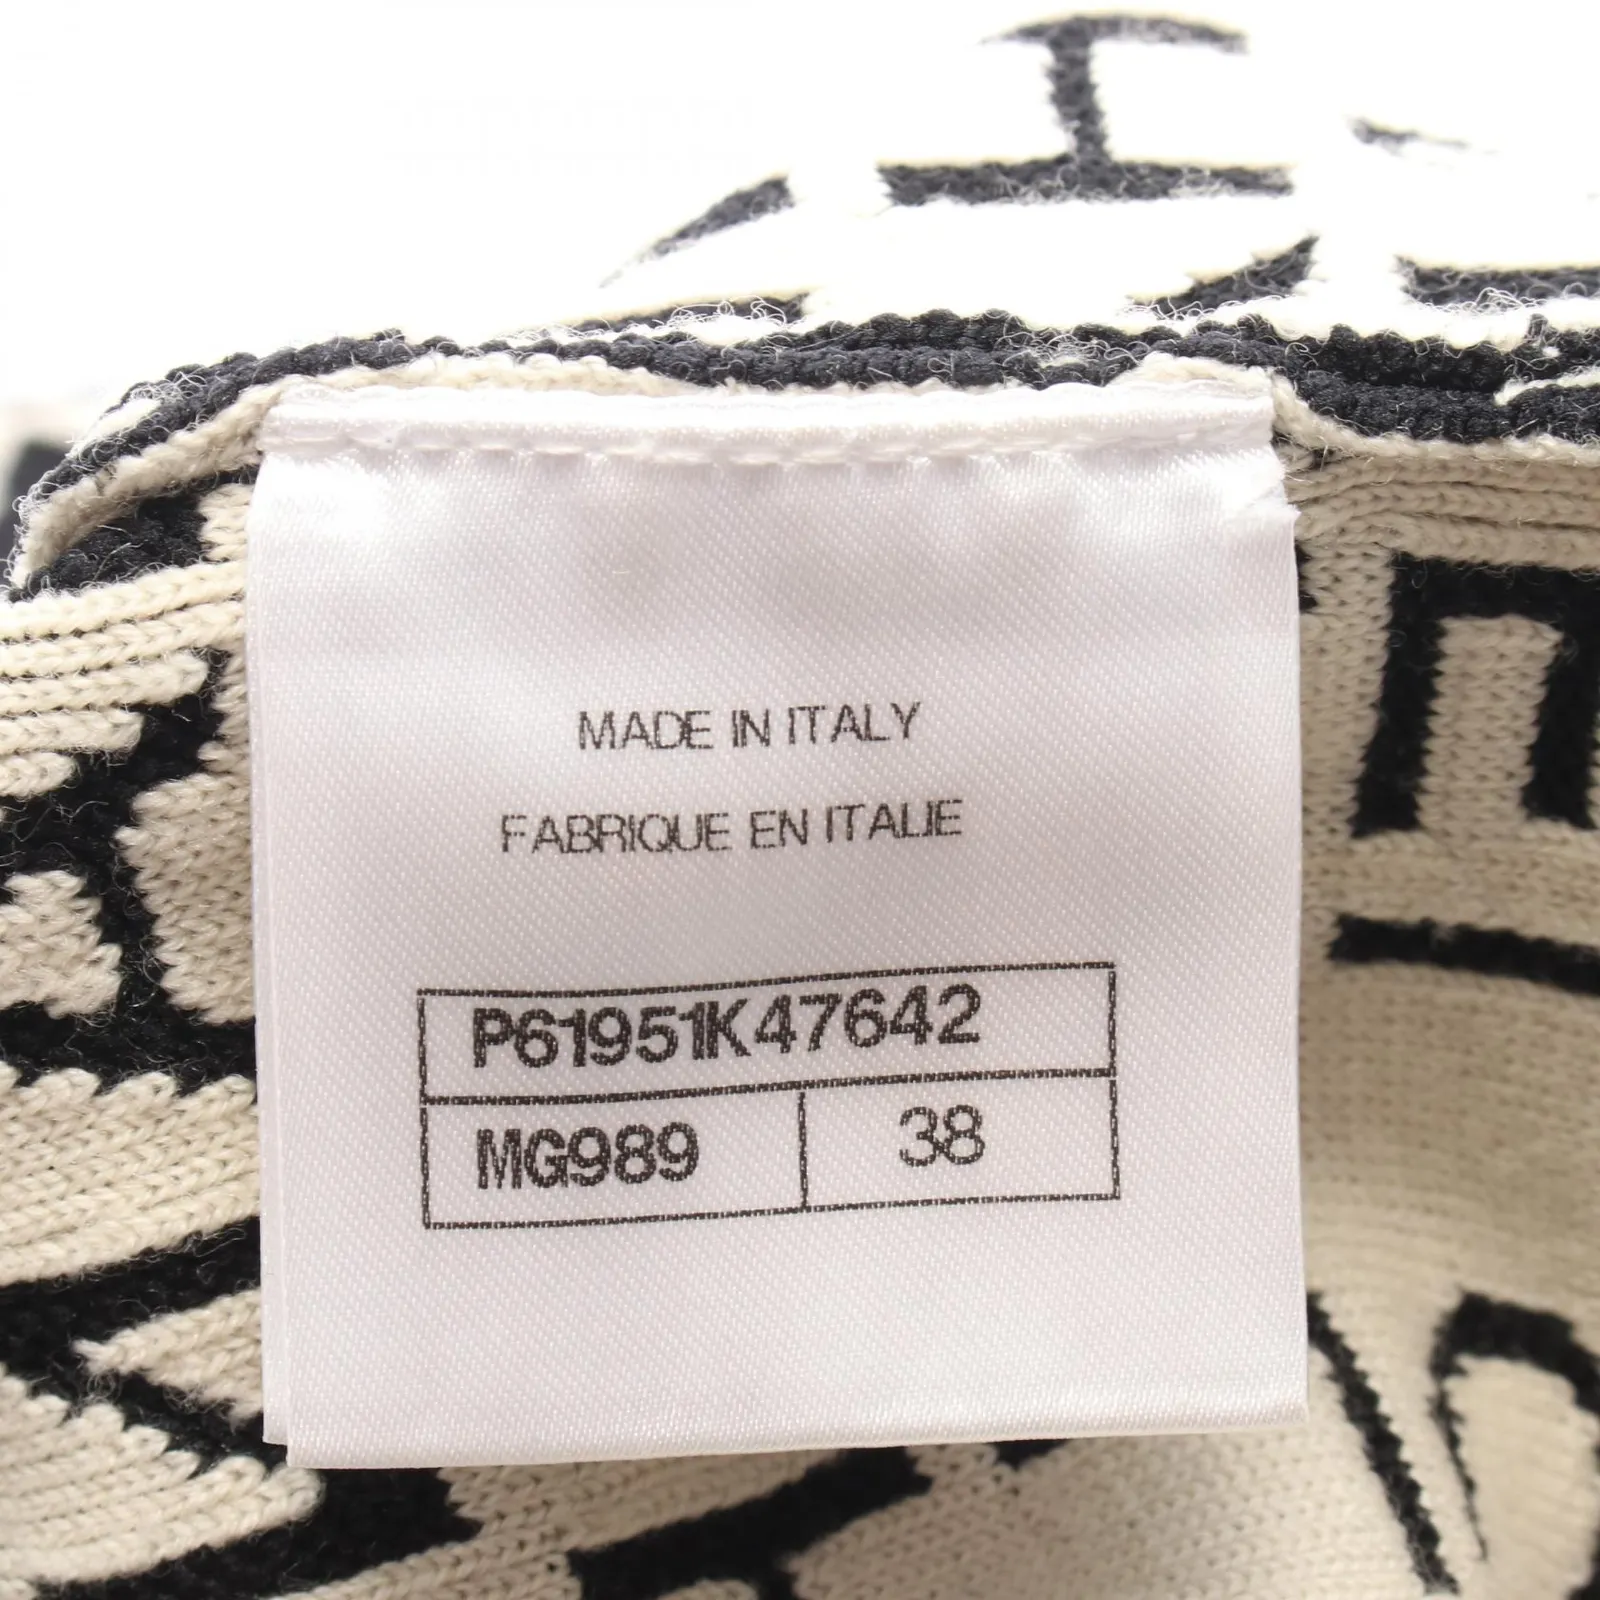 MADE IN ITALY
FABRIQUE EN ITALIE
P61951K47642
MG989 38